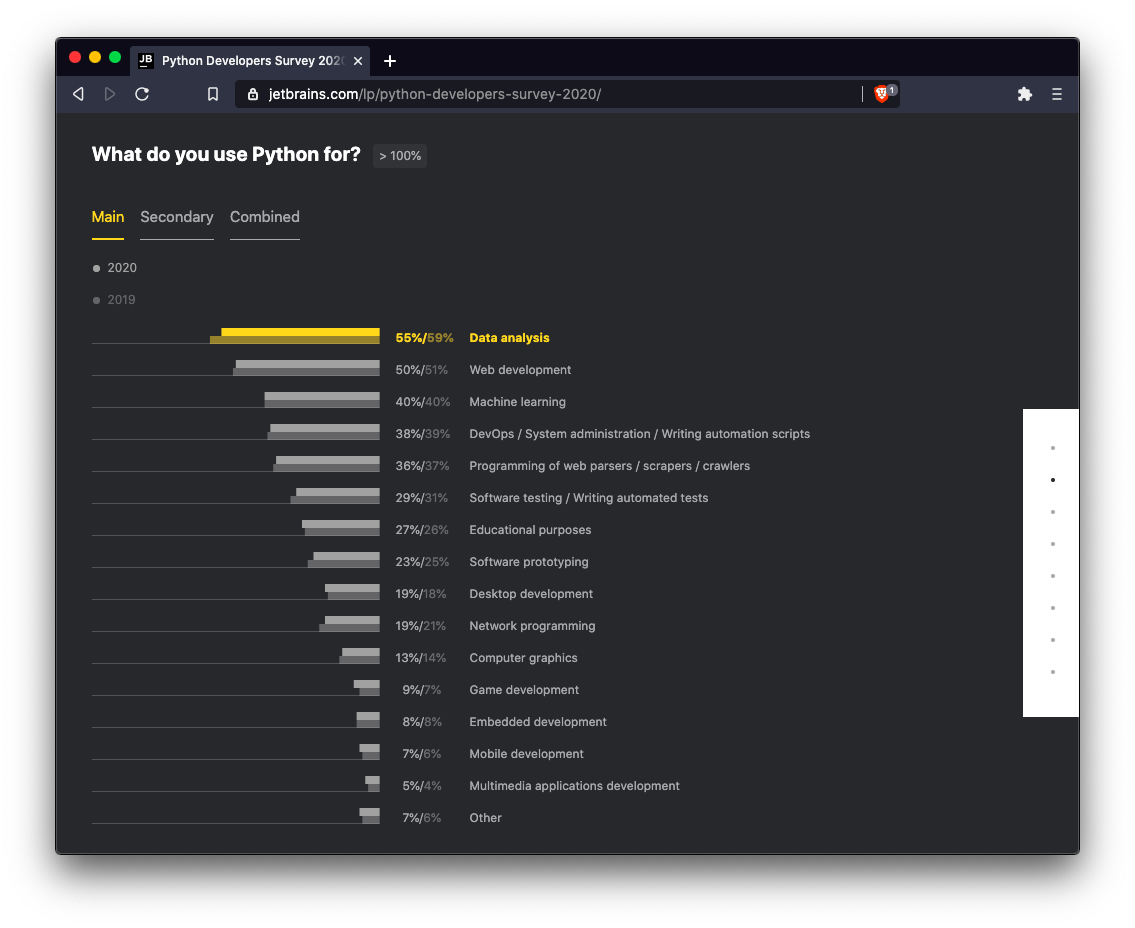 JB Python Developers Survey 202
jetbrains.com/lp/python-developers-survey-2020/
1
What do you use Python for? > 100%
Main Secondary Combined
2020
2019
55%/59% Data analysis
50%/51% Web development
40%/40% Machine learning
38%/39% DevOps / System administration / Writing automation scripts
36%/37% Programming of web parsers / scrapers / crawlers
29%/31% Software testing / Writing automated tests
27%/26% Educational purposes
23%/25% Software prototyping
19%/18% Desktop development
19%/21% Network programming
13%/14% Computer graphics
9%/7% Game development
8%/8% Embedded development
7%/6% Mobile development
5%/4% Multimedia applications development
7%/6% Other